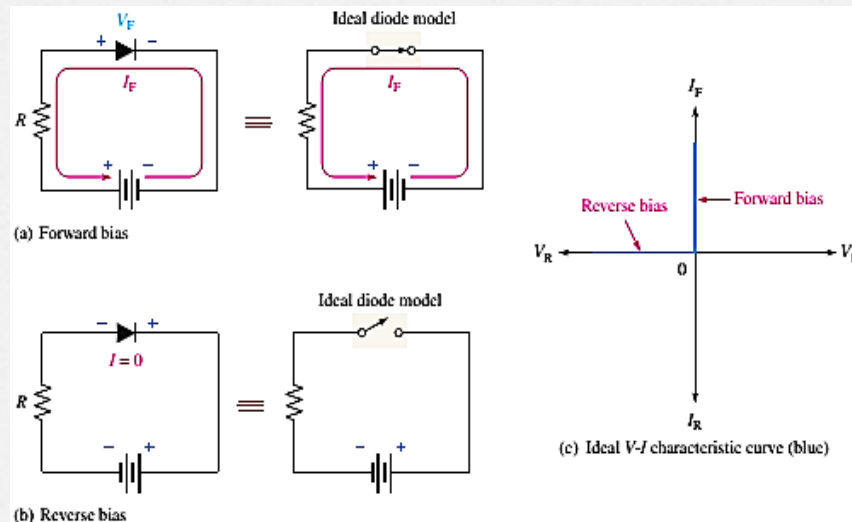 V_F
+ −
I_F
R
+ −
≡
Ideal diode model
I_F
+ −
(a) Forward bias
− +
I = 0
R
− +
≡
Ideal diode model
− +
(b) Reverse bias
I_F
Reverse bias
Forward bias
V_R
0
I_R
(c) Ideal V-I characteristic curve (blue)